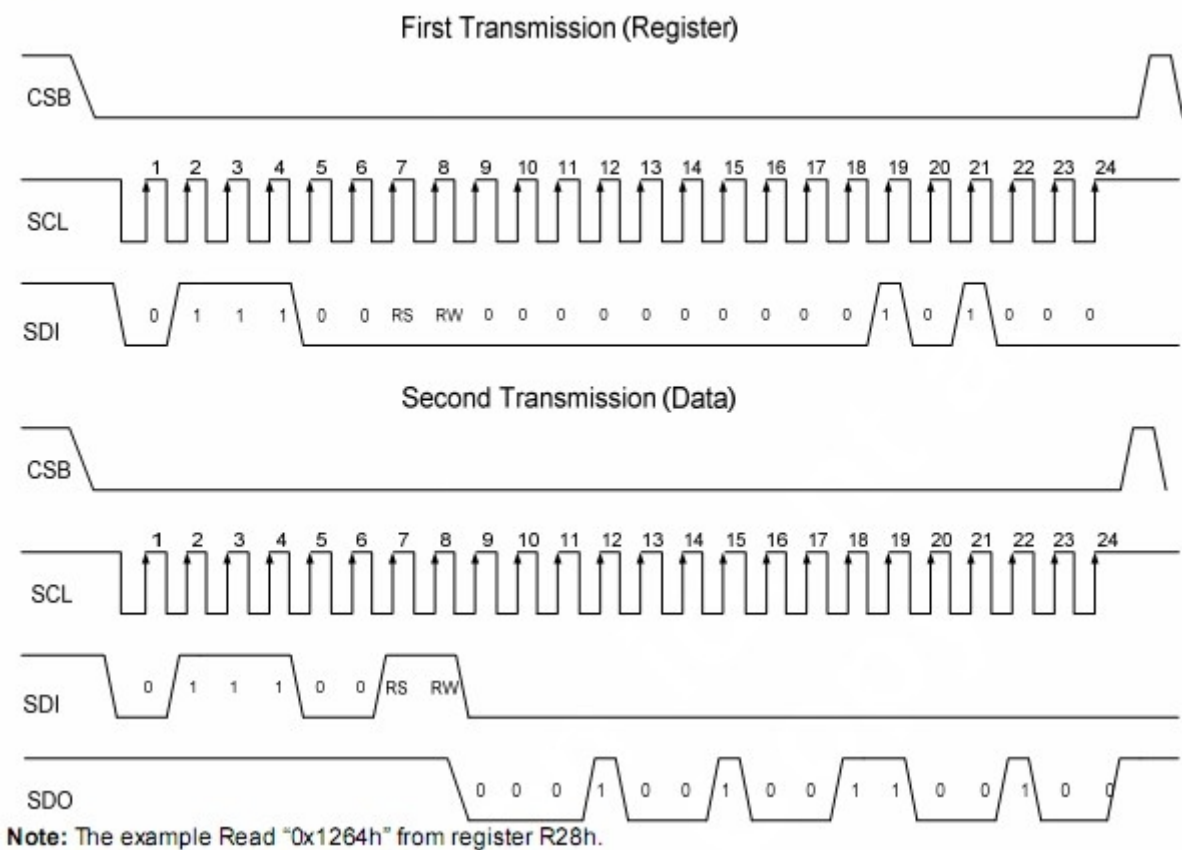 First Transmission (Register)
CSB
1 2 3 4 5 6 7 8 9 10 11 12 13 14 15 16 17 18 19 20 21 22 23 24
SCL
0 1 1 1 0 0 RS RW 0 0 0 0 0 0 0 0 0 0 1 0 1 0 0 0
SDI
Second Transmission (Data)
CSB
1 2 3 4 5 6 7 8 9 10 11 12 13 14 15 16 17 18 19 20 21 22 23 24
SCL
0 1 1 1 0 0 RS RW
SDI
0 0 0 1 0 0 1 0 0 1 1 0 0 1 0 0
SDO
Note: The example Read “0x1264h” from register R28h.